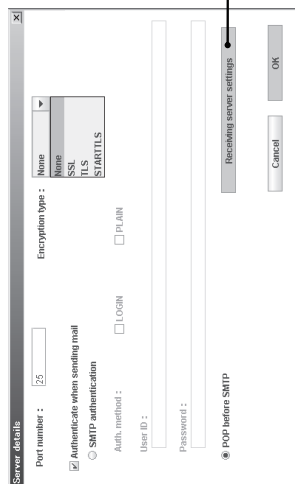 Server details
Port number : 25 Encryption type : None
None
SSL
TLS
STARTTLS
Authenticate when sending mail
SMTP authentication
Auth. method : LOGIN PLAIN
User ID :
Password :
POP before SMTP Receiving server settings
Cancel OK